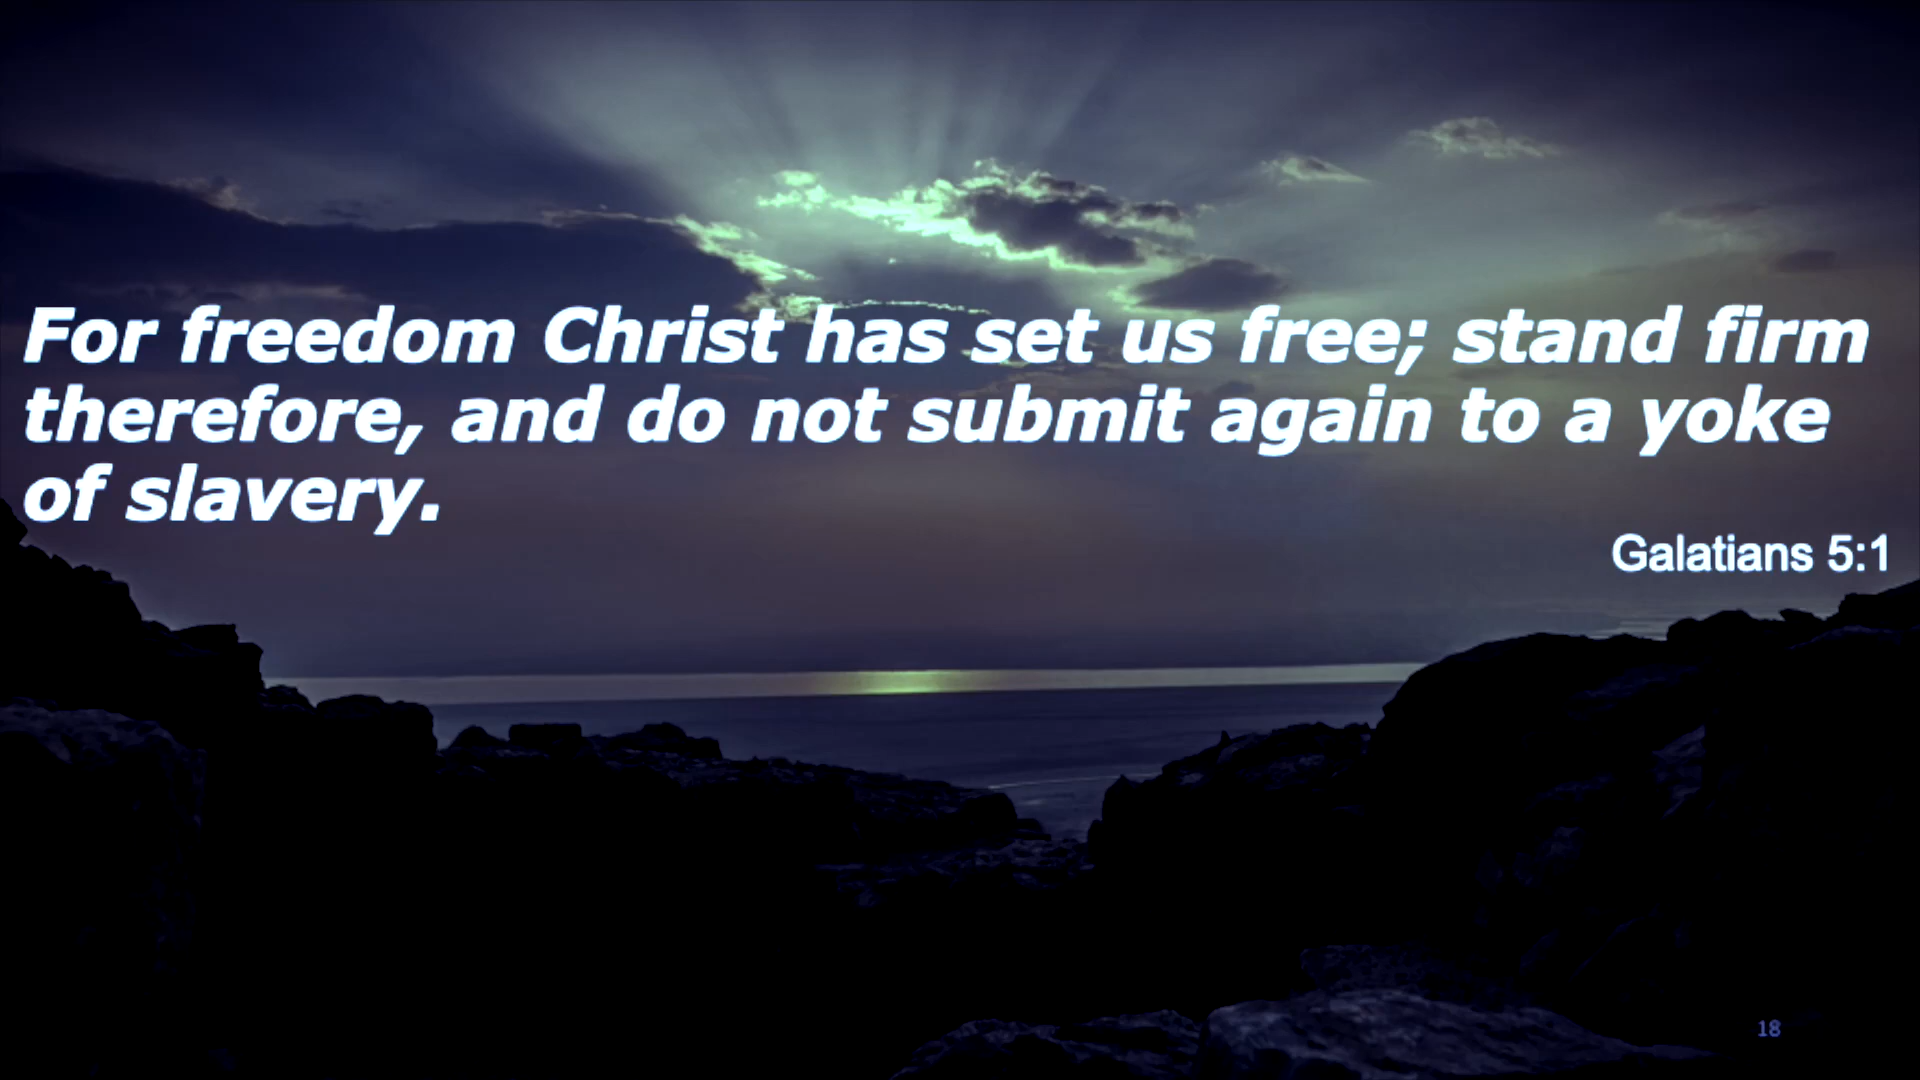 For freedom Christ has set us free; stand firm
therefore, and do not submit again to a yoke
of slavery.
Galatians 5:1
18